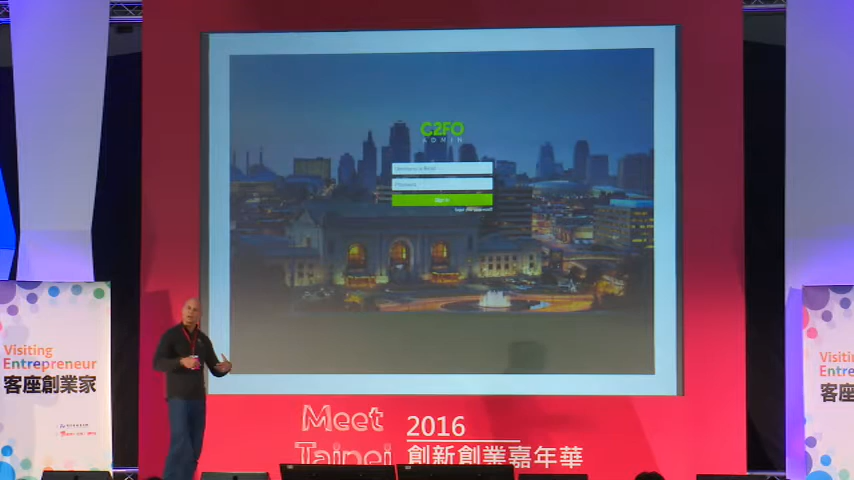 C2FO
ADMIN
Password
Sign In
Visiting
Entrepreneur
客座創業家
Meet
Taipei
2016
創新創業嘉年華
Visiting
Entre
客座